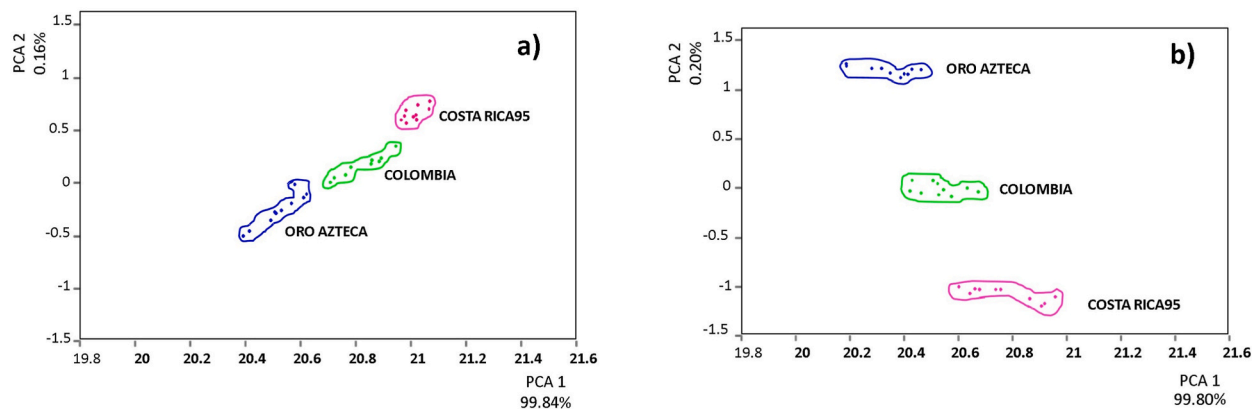 PCA 2
0.16%
1.5
1
0.5
0
-0.5
-1
-1.5
a)
COSTA RICA95
COLOMBIA
ORO AZTECA
19.8 20 20.2 20.4 20.6 20.8 21 21.2 21.4 21.6
PCA 1
99.84%
PCA 2
0.20%
1.5
1
0.5
0
-0.5
-1
-1.5
b)
ORO AZTECA
COLOMBIA
COSTA RICA95
19.8 20 20.2 20.4 20.6 20.8 21 21.2 21.4 21.6
PCA 1
99.80%